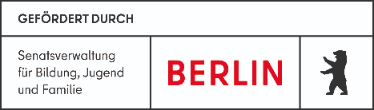 GEFÖRDERT DURCH
Senatsverwaltung
für Bildung, Jugend
und Familie
BERLIN